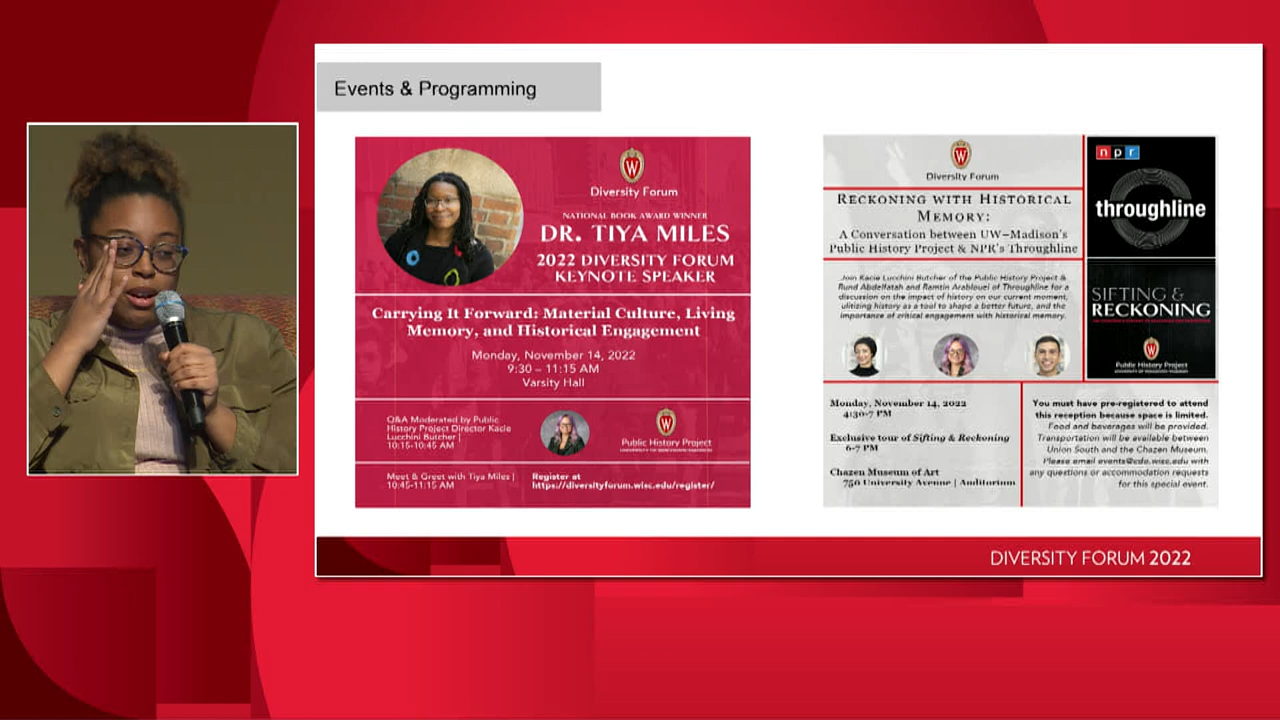 Events & Programming
W
Diversity Forum
NATIONAL BOOK AWARD WINNER
DR. TIYA MILES
2022 DIVERSITY FORUM
KEYNOTE SPEAKER
Carrying It Forward: Material Culture, Living
Memory, and Historical Engagement
Monday, November 14, 2022
9:30 – 11:15 AM
Varsity Hall
Q&A Moderated by Public
History Project Director Kacie
Lucchini Butcher |
10:15-10:45 AM
W
Public History Project
Meet & Greet with Tiya Miles |
10:45-11:15 AM
Register at
https://diversityforum.wisc.edu/register/
W
Diversity Forum
RECKONING WITH HISTORICAL
MEMORY:
A Conversation between UW–Madison's
Public History Project & NPR's Throughline
Join Kacie Lucchini Butcher of the Public History Project &
Rund Abdelfatah and Ramtin Arablouei of Throughline for a
discussion on the impact of history on our current moment,
utilizing history as a tool to shape a better future, and the
importance of critical engagement with historical memory.
npr
throughline
SIFTING &
RECKONING
W
Public History Project
Monday, November 14, 2022
4:30-7 PM
Exclusive tour of Sifting & Reckoning
6-7 PM
Chazen Museum of Art
750 University Avenue | Auditorium
You must have pre-registered to attend
this reception because space is limited.
Food and beverages will be provided.
Transportation will be available between
Union South and the Chazen Museum.
Please email events@cdo.wisc.edu with
any questions or accommodation requests
for this special event.
DIVERSITY FORUM 2022